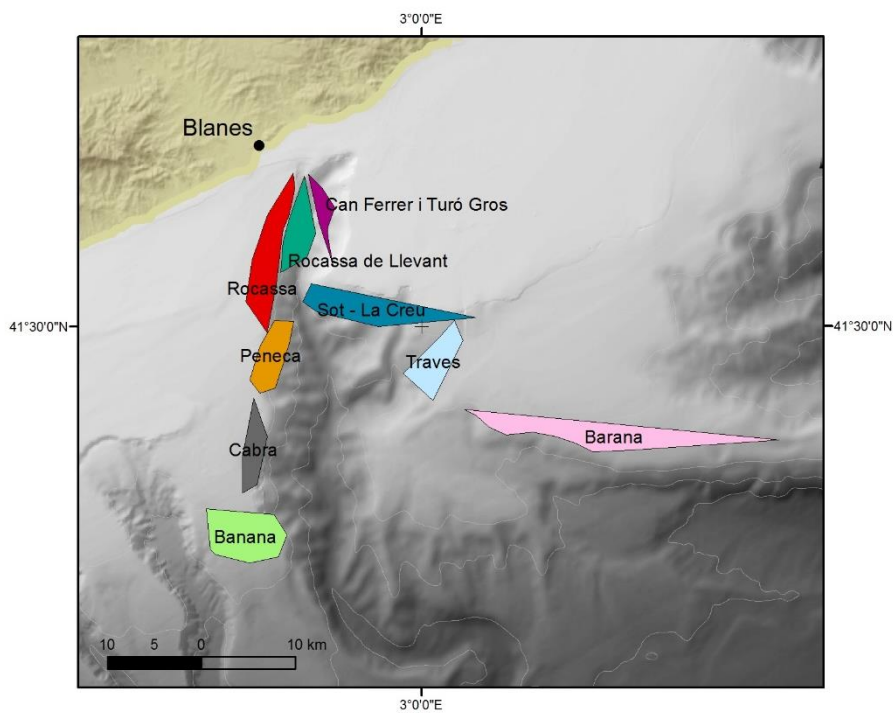 3°0'0"E
Blanes
Can Ferrer i Turó Gros
Rocassa de Llevant
Rocassa
Sot - La Creu
41°30'0"N
41°30'0"N
Peneca
Traves
Barana
Cabra
Banana
10 5 0 10 km
3°0'0"E